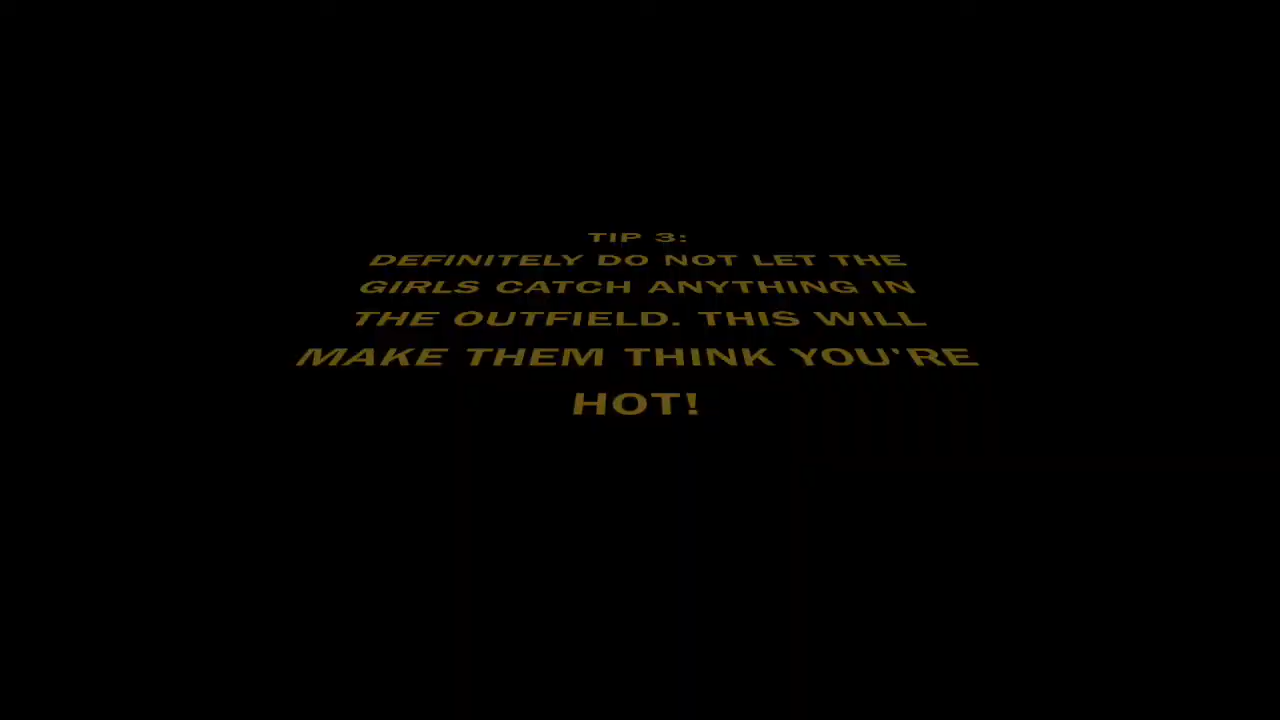 TIP 3:
DEFINITELY DO NOT LET THE
GIRLS CATCH ANYTHING IN
THE OUTFIELD. THIS WILL
MAKE THEM THINK YOU'RE
HOT!